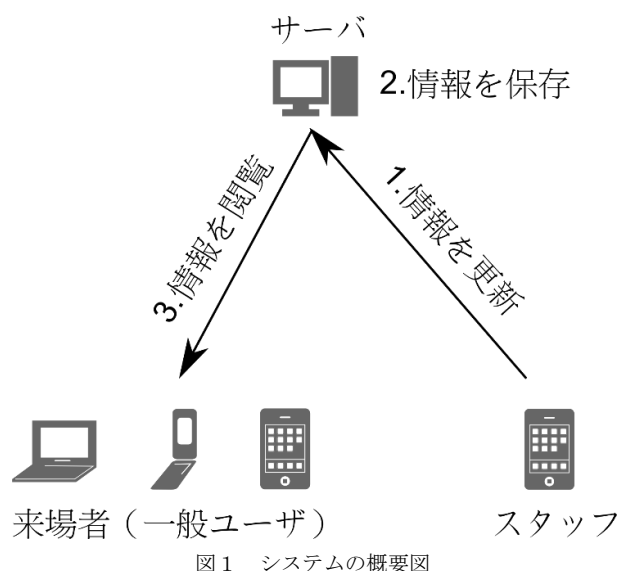 サーバ
2.情報を保存
1.情報を更新
3.情報を閲覧
来場者（一般ユーザ）
スタッフ
図１　システムの概要図